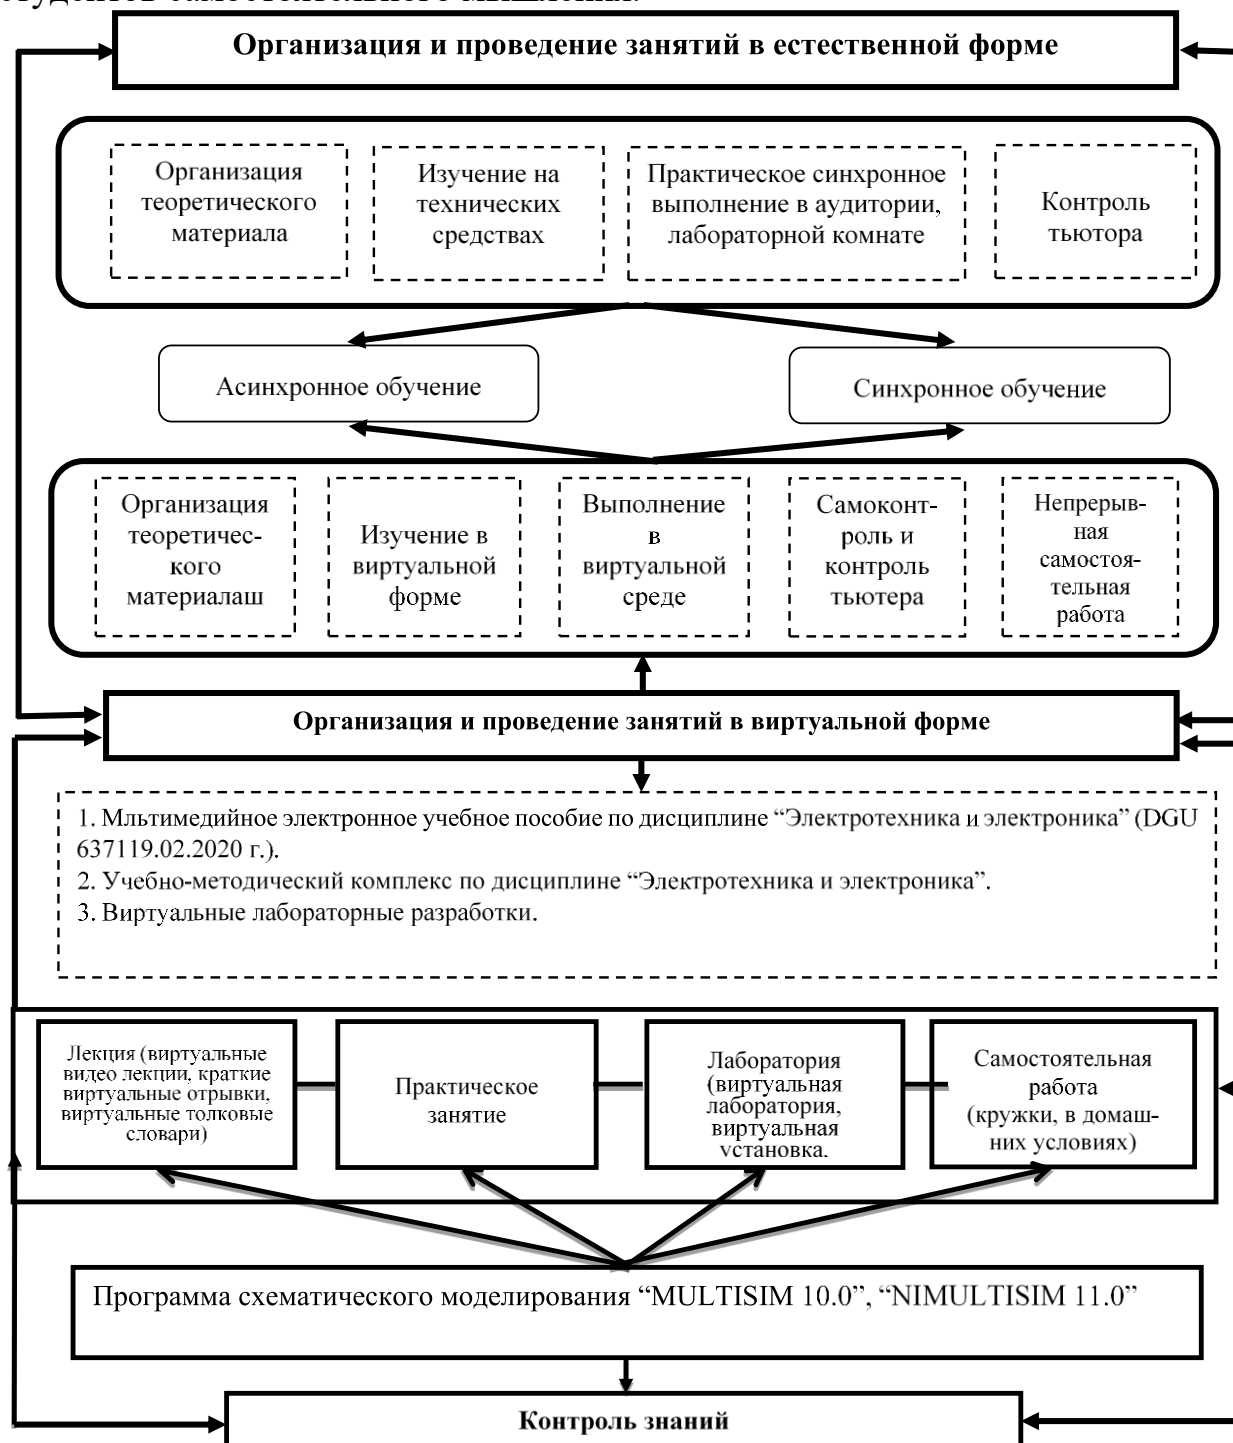 студентов самостоятельного мышления.
Организация и проведение занятий в естественной форме
Организация
теоретического
материала
Изучение на
технических
средствах
Практическое синхронное
выполнение в аудитории,
лабораторной комнате
Контроль
тьютора
Асинхронное обучение
Синхронное обучение
Организация
теоретичес-
кого
материалаш
Изучение в
виртуальной
форме
Выполнение
в
виртуальной
среде
Самоконт-
роль и
контроль
тьютера
Непрерыв-
ная
самостоя-
тельная
работа
Организация и проведение занятий в виртуальной форме
1. Мльтимедийное электронное учебное пособие по дисциплине “Электротехника и электроника” (DGU
637119.02.2020 г.).
2. Учебно-методический комплекс по дисциплине “Электротехника и электроника”.
3. Виртуальные лабораторные разработки.
Лекция (виртуальные
видео лекции, краткие
виртуальные отрывки,
виртуальные толковые
словари)
Практическое
занятие
Лаборатория
(виртуальная
лаборатория,
виртуальная
установка,
Самостоятельная
работа
(кружки, в домаш-
них условиях)
Программа схематического моделирования “MULTISIM 10.0”, “NIMULTISIM 11.0”
Контроль знаний